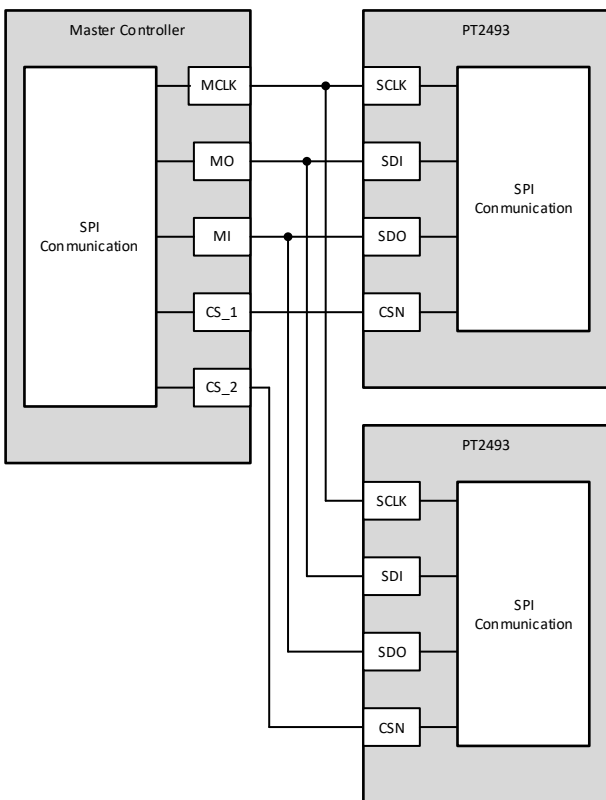 Master Controller
SPI
Communication
MCLK
MO
MI
CS_1
CS_2
PT2493
SCLK
SDI
SDO
CSN
SPI
Communication
PT2493
SCLK
SDI
SDO
CSN
SPI
Communication